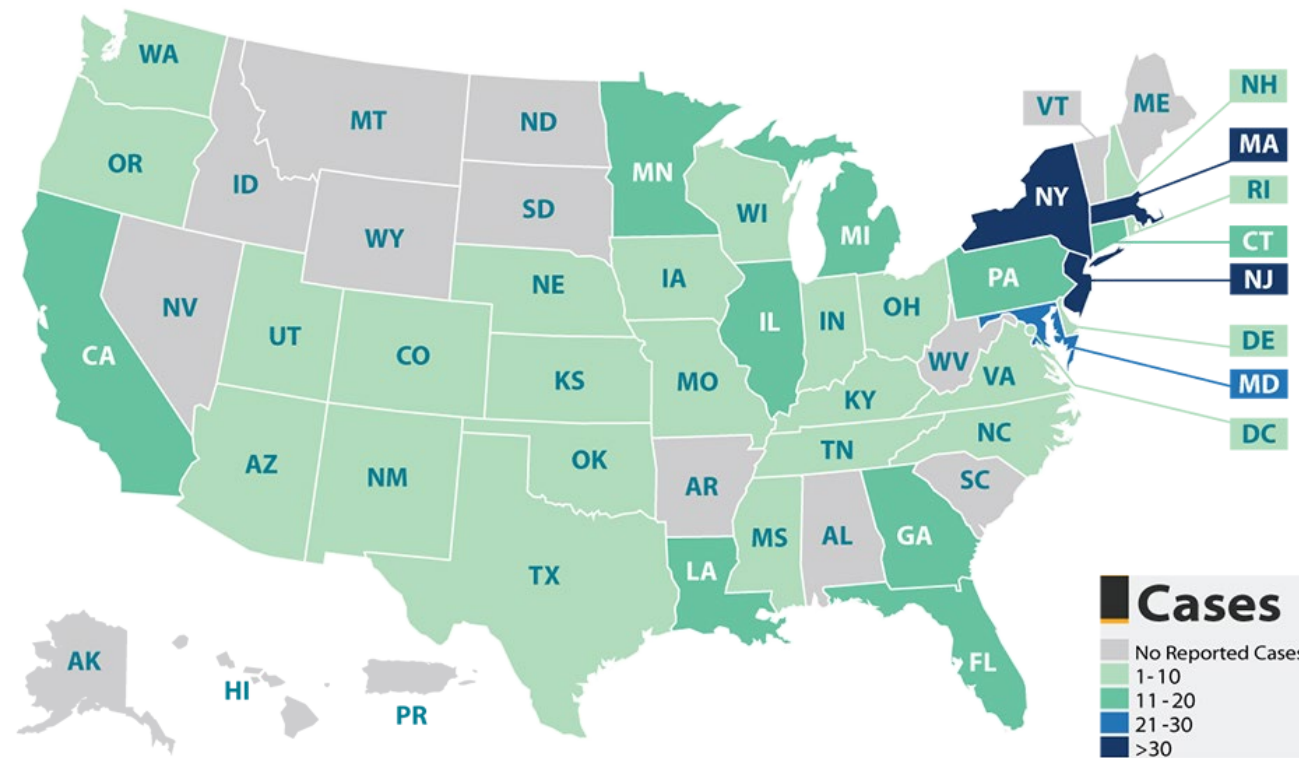 WA
MT
ND
MN
VT
ME
NH
OR
ID
SD
WI
MI
NY
MA
RI
WY
CT
NV
NE
IA
PA
NJ
UT
CO
IL
IN
OH
DE
CA
KS
MO
WV
VA
MD
KY
DC
AZ
NM
OK
TN
NC
AR
SC
TX
MS
AL
GA
LA
AK
HI
PR
FL
Cases
No Reported Cases
1-10
11-20
21-30
>30